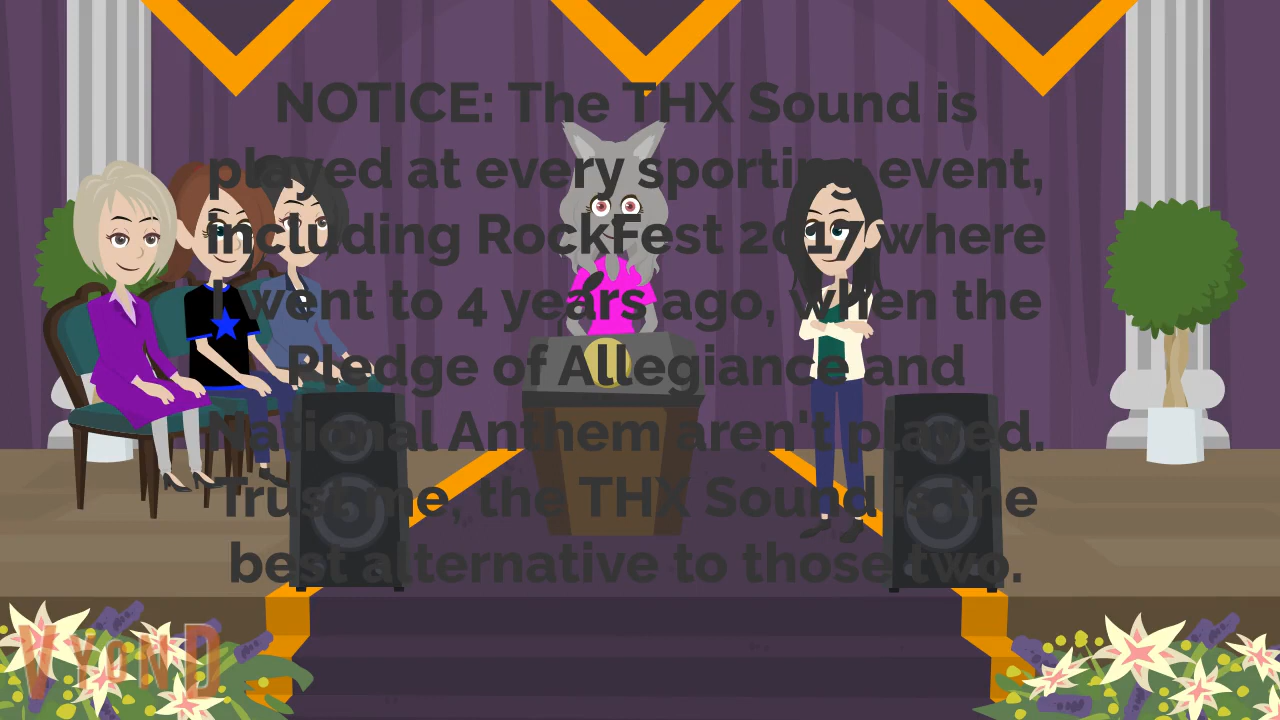 NOTICE: The THX Sound is
played at every sporting event,
including RockFest 2017 where
I went to 4 years ago, when the
Pledge of Allegiance and
National Anthem aren't played.
Trust me, the THX Sound is the
best alternative to those two.
VYOND